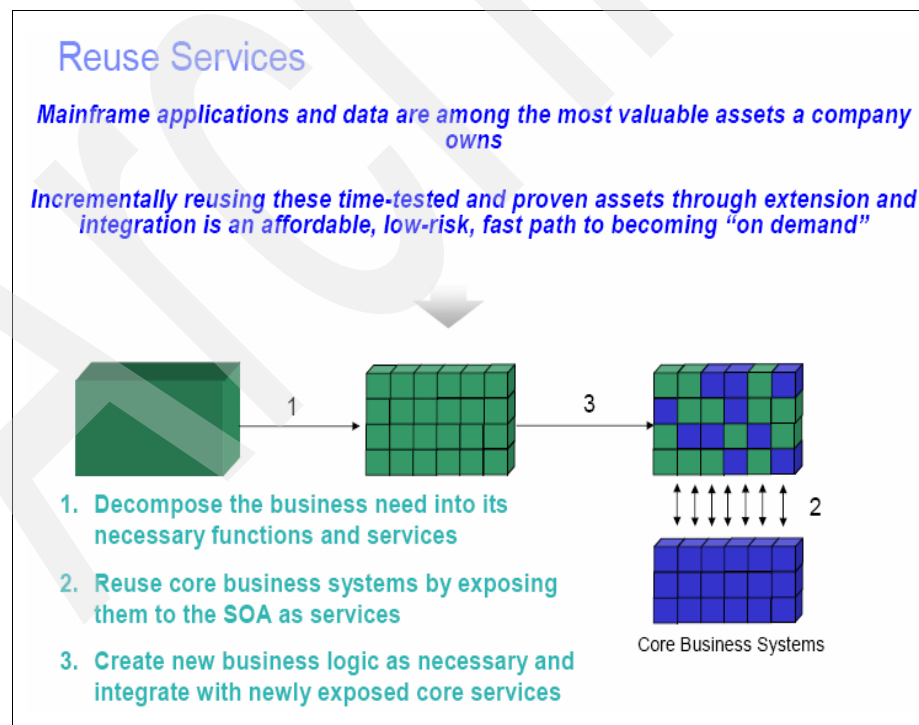 Reuse Services
Mainframe applications and data are among the most valuable assets a company
owns
Incrementally reusing these time-tested and proven assets through extension and
integration is an affordable, low-risk, fast path to becoming “on demand”
1
3
2
1. Decompose the business need into its
necessary functions and services
2. Reuse core business systems by exposing
them to the SOA as services
Core Business Systems
3. Create new business logic as necessary and
integrate with newly exposed core services